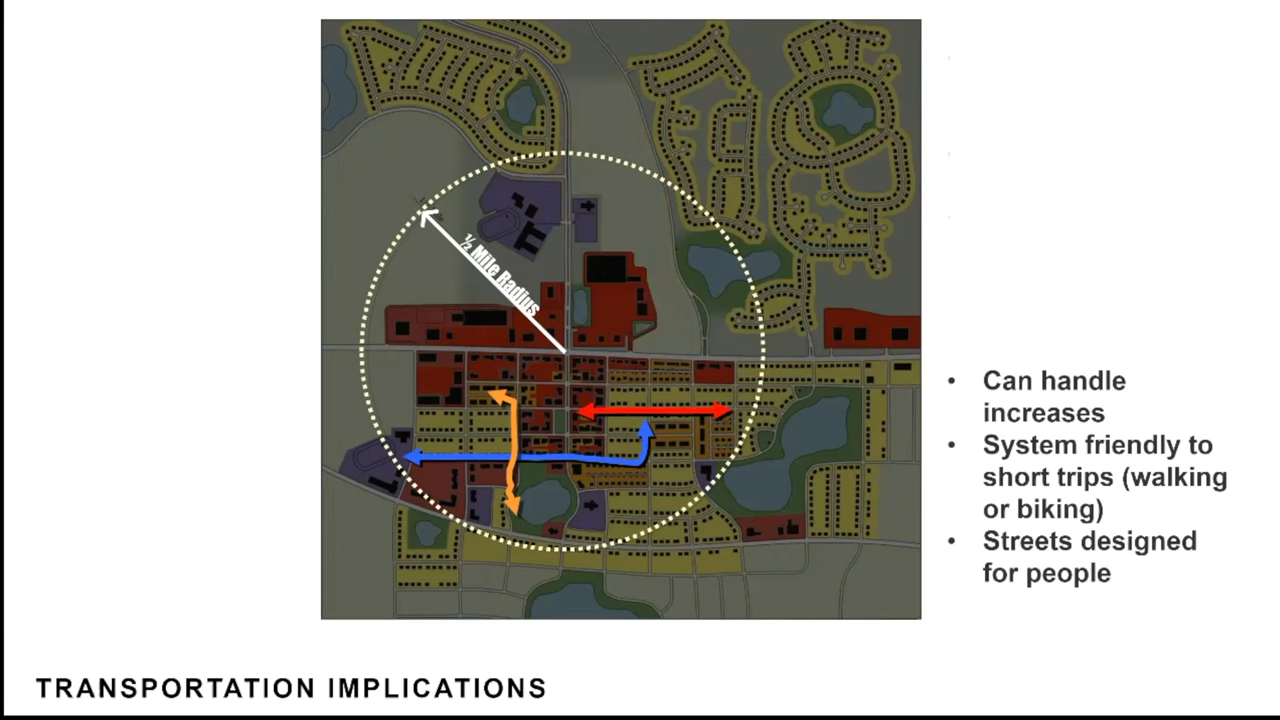 ½ Mile Radius
• Can handle
increases
• System friendly to
short trips (walking
or biking)
• Streets designed
for people
TRANSPORTATION IMPLICATIONS